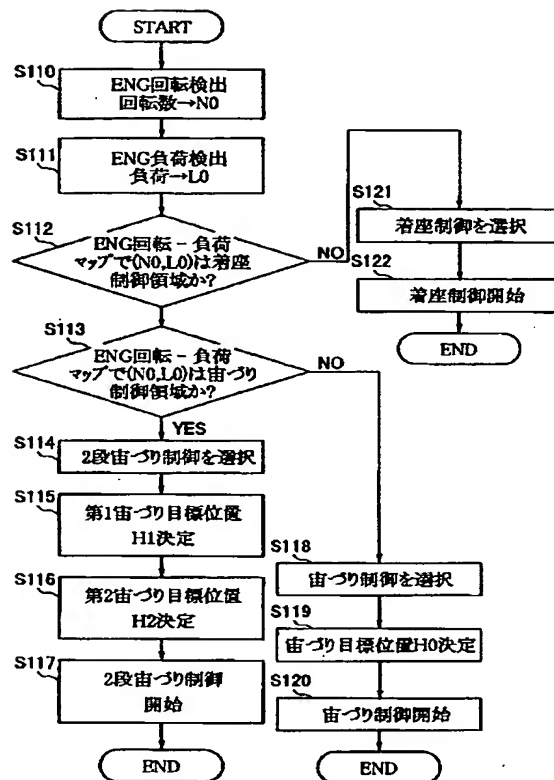 START
S110
ENG回転検出
回転数→N0
S111
ENG負荷検出
負荷→L0
S112
ENG回転－負荷
マップで(N0,L0)は着座
制御領域か?
NO
S121
着座制御を選択
S122
着座制御開始
END
S113
ENG回転－負荷
マップで(N0,L0)は宙づり
制御領域か?
NO
YES
S114
2段宙づり制御を選択
S115
第1宙づり目標位置
H1決定
S116
第2宙づり目標位置
H2決定
S117
2段宙づり制御
開始
END
S118
宙づり制御を選択
S119
宙づり目標位置H0決定
S120
宙づり制御開始
END